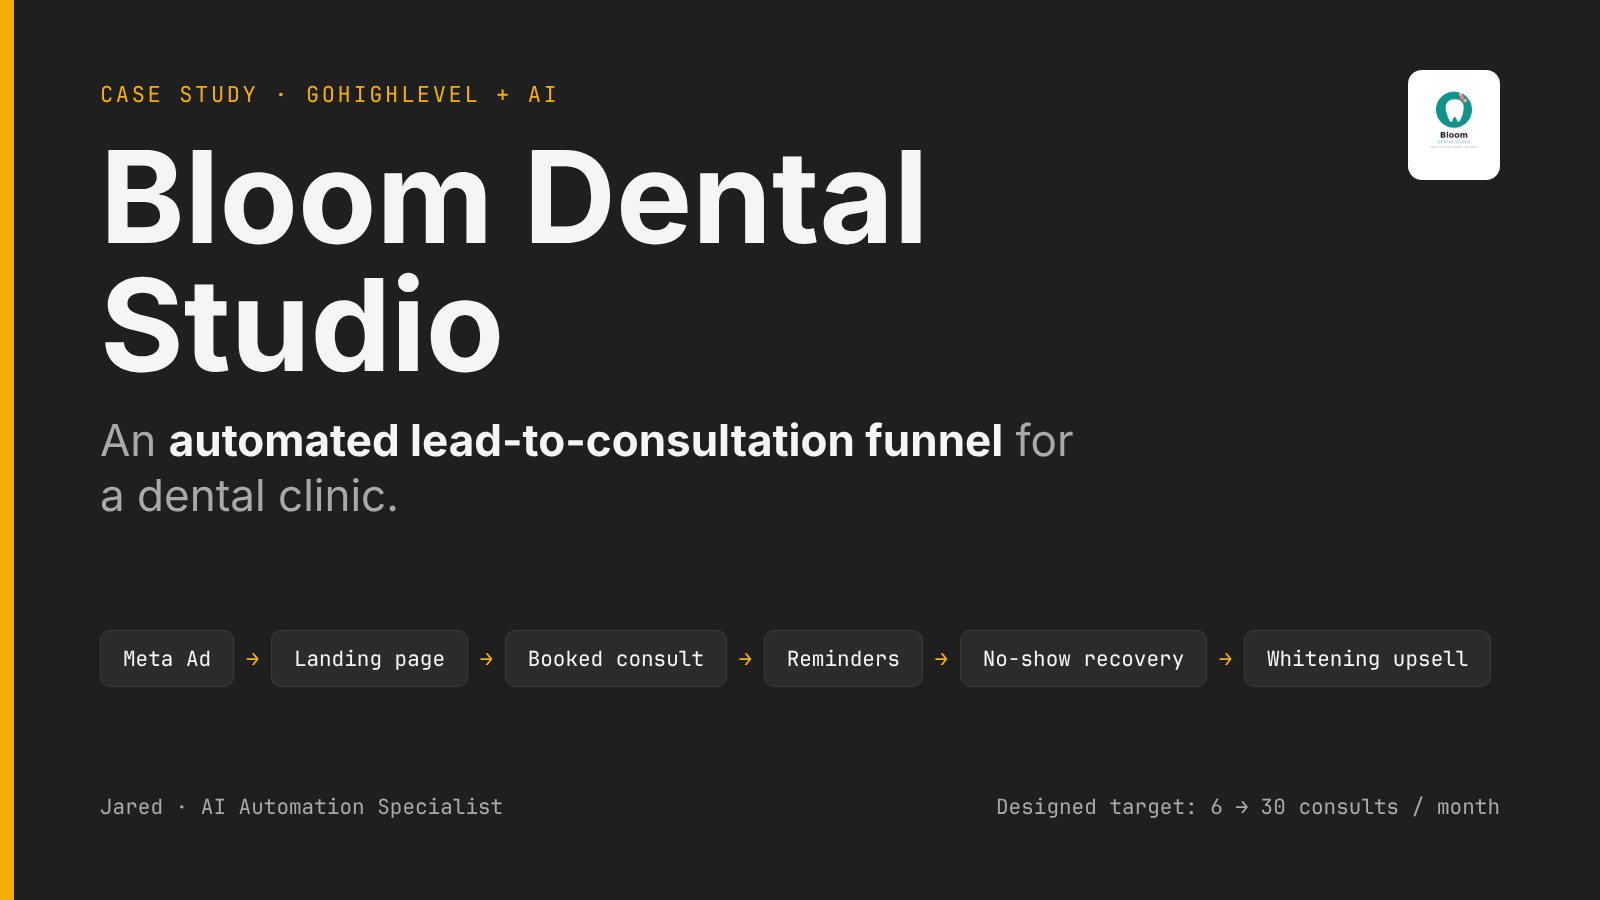 CASE STUDY · GOHIGHLEVEL + AI
Bloom
DENTAL STUDIO
Bloom Dental
Studio
An automated lead-to-consultation funnel for
a dental clinic.
Meta Ad → Landing page → Booked consult → Reminders → No-show recovery → Whitening upsell
Jared · AI Automation Specialist
Designed target: 6 → 30 consults / month